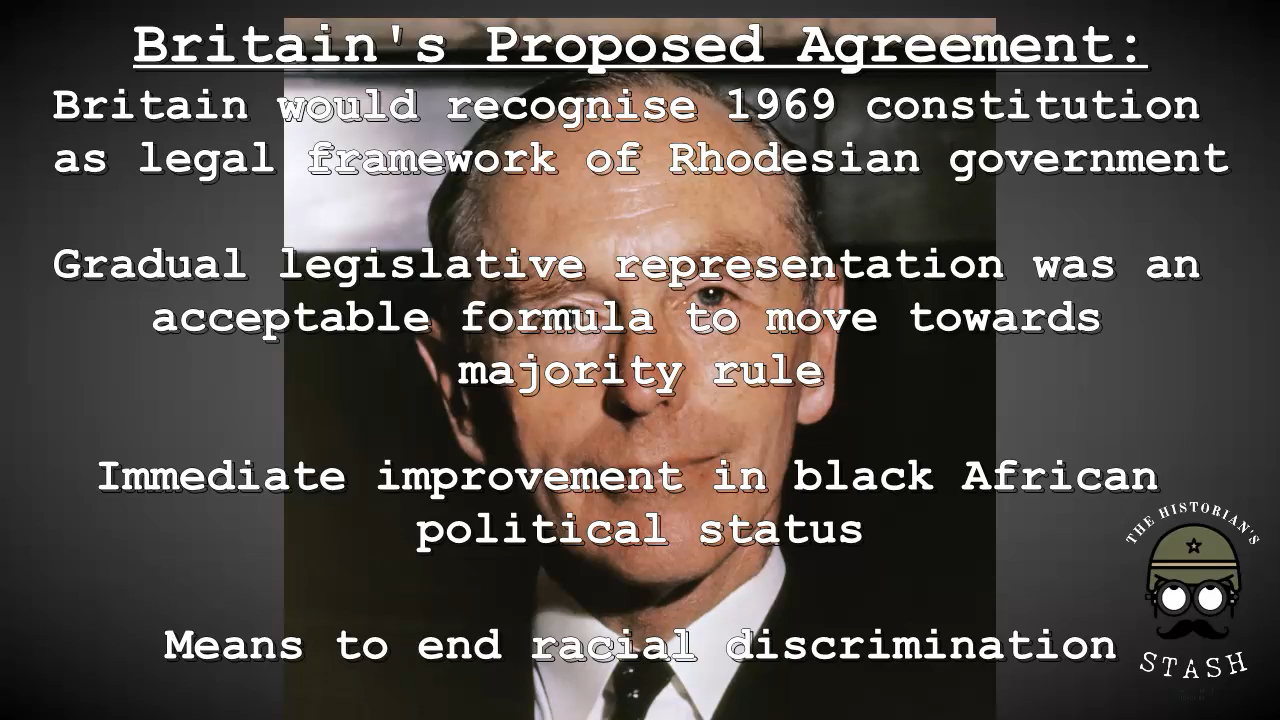 Britain's Proposed Agreement:
Britain would recognise 1969 constitution
as legal framework of Rhodesian government
Gradual legislative representation was an
acceptable formula to move towards
majority rule
Immediate improvement in black African
political status
Means to end racial discrimination
THE HISTORIAN'S
STASH